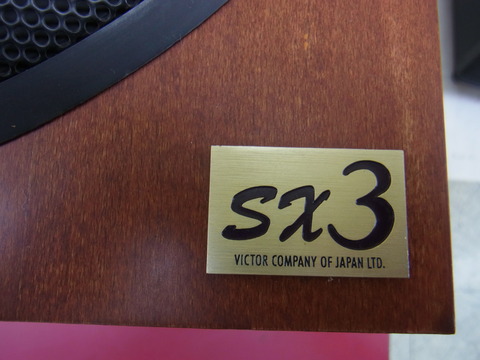 SX3
VICTOR COMPANY OF JAPAN LTD.